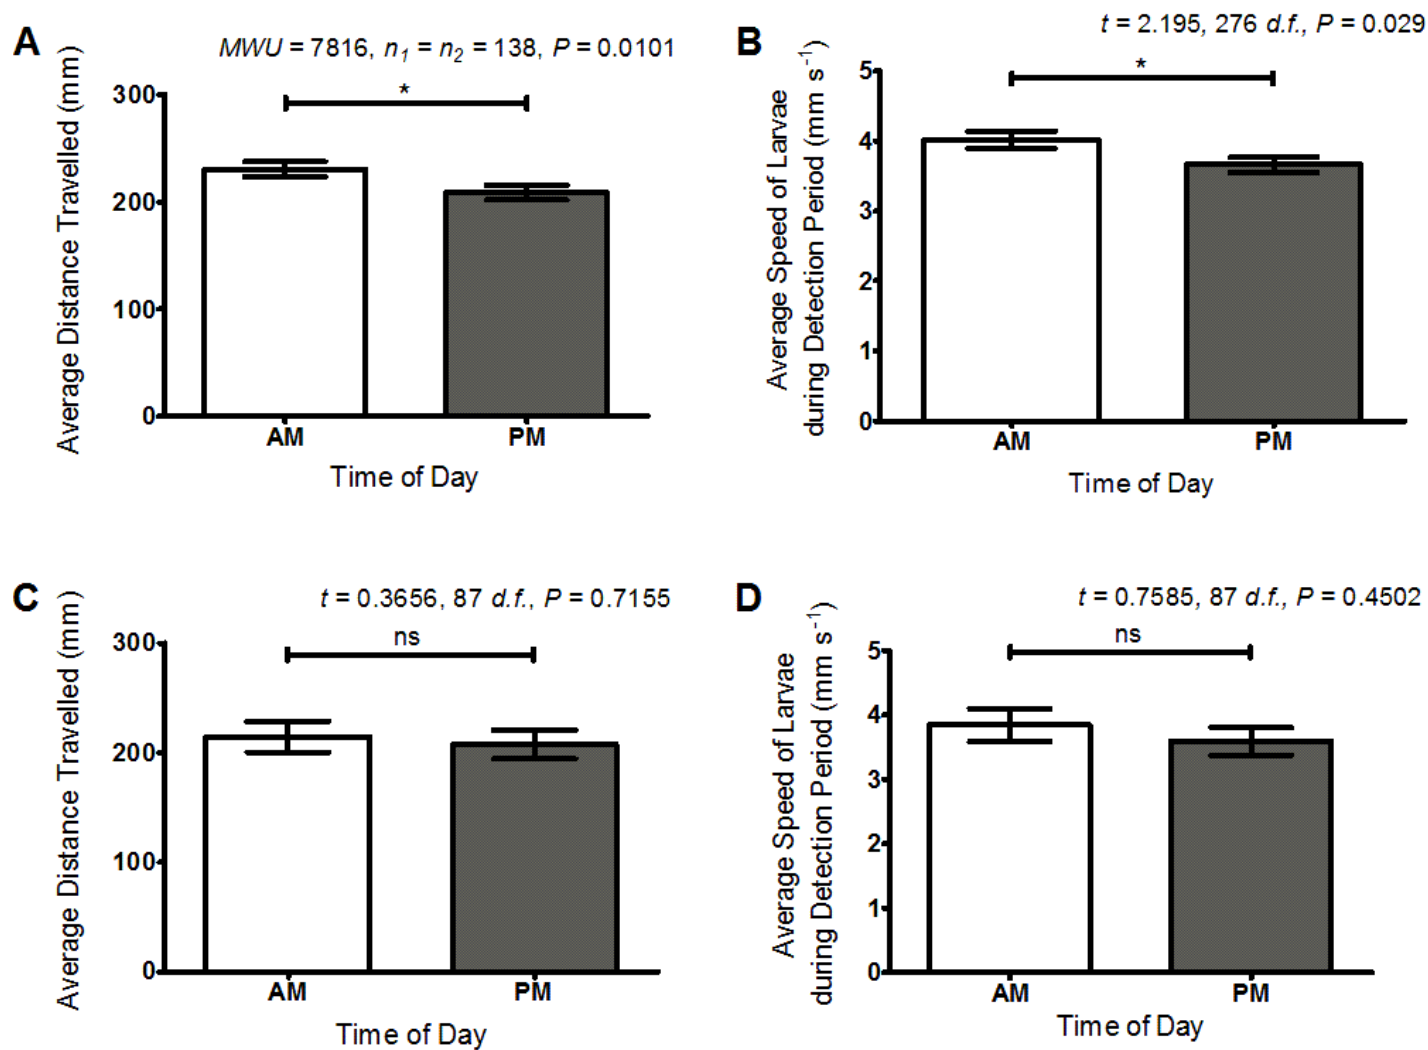 A
MWU = 7816, n1 = n2 = 138, P = 0.0101
*
Average Distance Travelled (mm)
300
200
100
0
AM
PM
Time of Day
B
t = 2.195, 276 d.f., P = 0.029
*
Average Speed of Larvae
during Detection Period (mm s-1)
5
4
3
2
1
0
AM
PM
Time of Day
C
t = 0.3656, 87 d.f., P = 0.7155
ns
Average Distance Travelled (mm)
300
200
100
0
AM
PM
Time of Day
D
t = 0.7585, 87 d.f., P = 0.4502
ns
Average Speed of Larvae
during Detection Period (mm s-1)
5
4
3
2
1
0
AM
PM
Time of Day